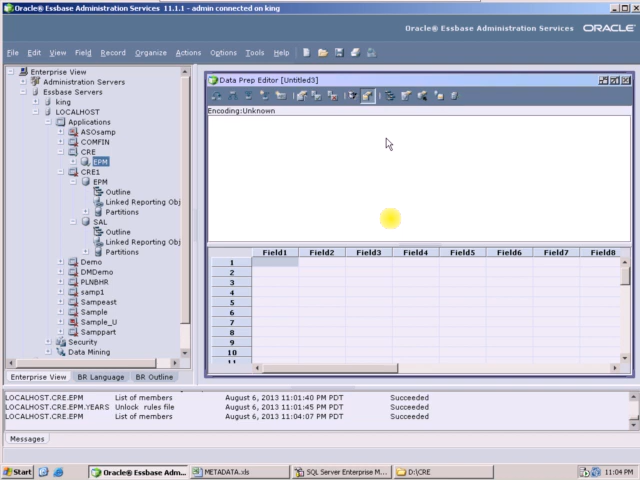 Oracle® Essbase Administration Services 11.1.1 - admin connected on king
Oracle® Essbase Administration Services ORACLE
File Edit View Field Record Organize Actions Options Tools Help
Enterprise View
Administration Servers
Essbase Servers
king
LOCALHOST
Applications
ASOsamp
COMFIN
CRE
EPM
CRE1
EPM
Outline
Linked Reporting Obj
Partitions
SAL
Outline
Linked Reporting Obj
Partitions
Demo
DMDemo
PLNBHR
samp1
Sampeast
Sample
Sample_U
Samppart
Security
Data Mining
Enterprise View BR Language BR Outline
Data Prep Editor [Untitled3]
Encoding:Unknown
Field1 Field2 Field3 Field4 Field5 Field6 Field7 Field8
1
2
3
4
5
6
7
8
9
10
11
LOCALHOST.CRE.EPM List of members August 6, 2013 11:01:40 PM PDT Succeeded
LOCALHOST.CRE.EPM.YEARS Unlock rules file August 6, 2013 11:01:45 PM PDT Succeeded
LOCALHOST.CRE.EPM List of members August 6, 2013 11:04:07 PM PDT Succeeded
Messages
Start Oracle® Essbase Adm... METADATA.xls SQL Server Enterprise M... D:\CRE 11:04 PM